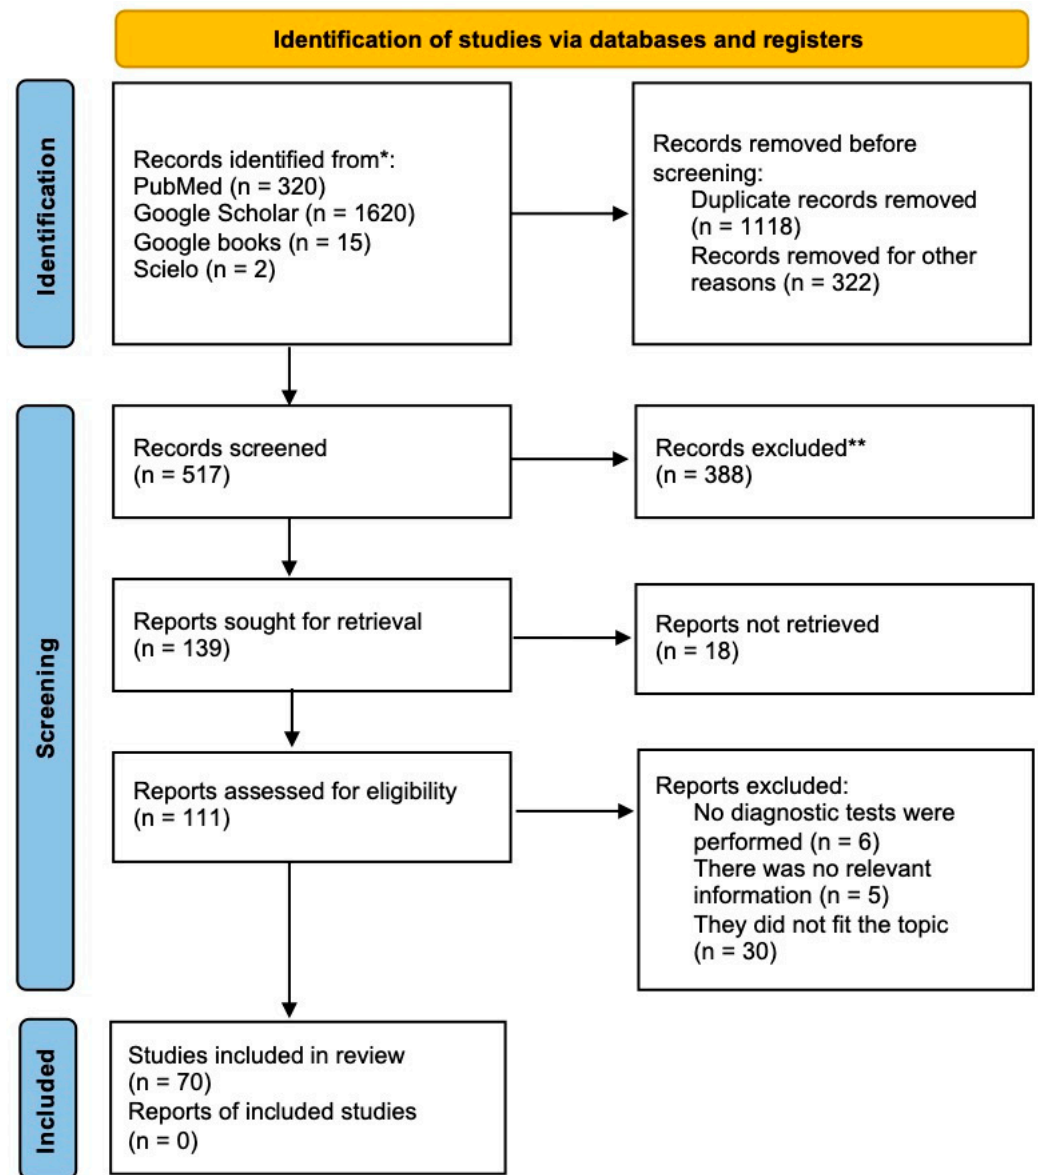 Identification of studies via databases and registers
Identification
Records identified from*:
PubMed (n = 320)
Google Scholar (n = 1620)
Google books (n = 15)
Scielo (n = 2)
Records removed before
screening:
Duplicate records removed
(n = 1118)
Records removed for other
reasons (n = 322)
Screening
Records screened
(n = 517)
Records excluded**
(n = 388)
Reports sought for retrieval
(n = 139)
Reports not retrieved
(n = 18)
Reports assessed for eligibility
(n = 111)
Reports excluded:
No diagnostic tests were
performed (n = 6)
There was no relevant
information (n = 5)
They did not fit the topic
(n = 30)
Included
Studies included in review
(n = 70)
Reports of included studies
(n = 0)